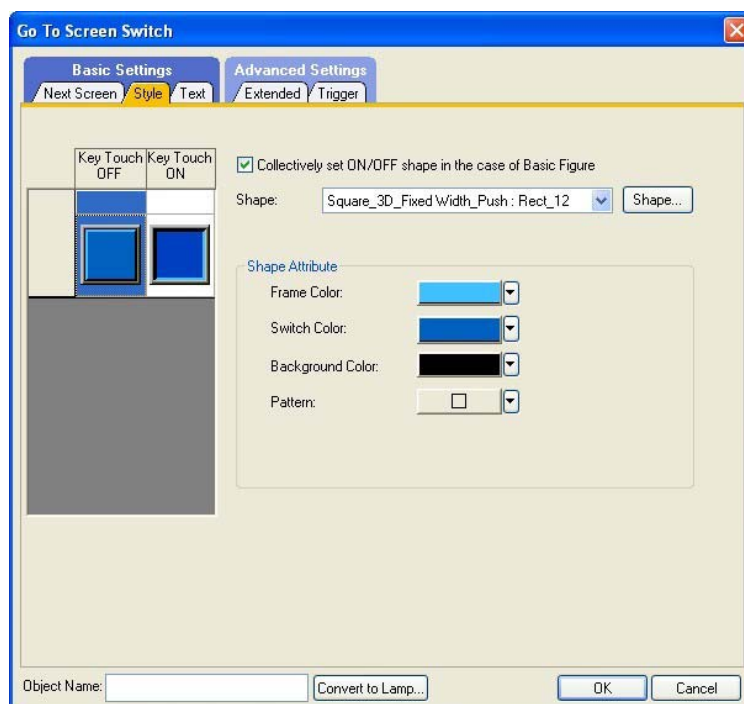 Go To Screen Switch
Basic Settings
Advanced Settings
Next Screen
Style
Text
Extended
Trigger
Key Touch OFF
Key Touch ON
Collectively set ON/OFF shape in the case of Basic Figure
Shape:
Square_3D_Fixed Width_Push : Rect_12
Shape...
Shape Attribute
Frame Color:
Switch Color:
Background Color:
Pattern:
Object Name:
Convert to Lamp...
OK
Cancel